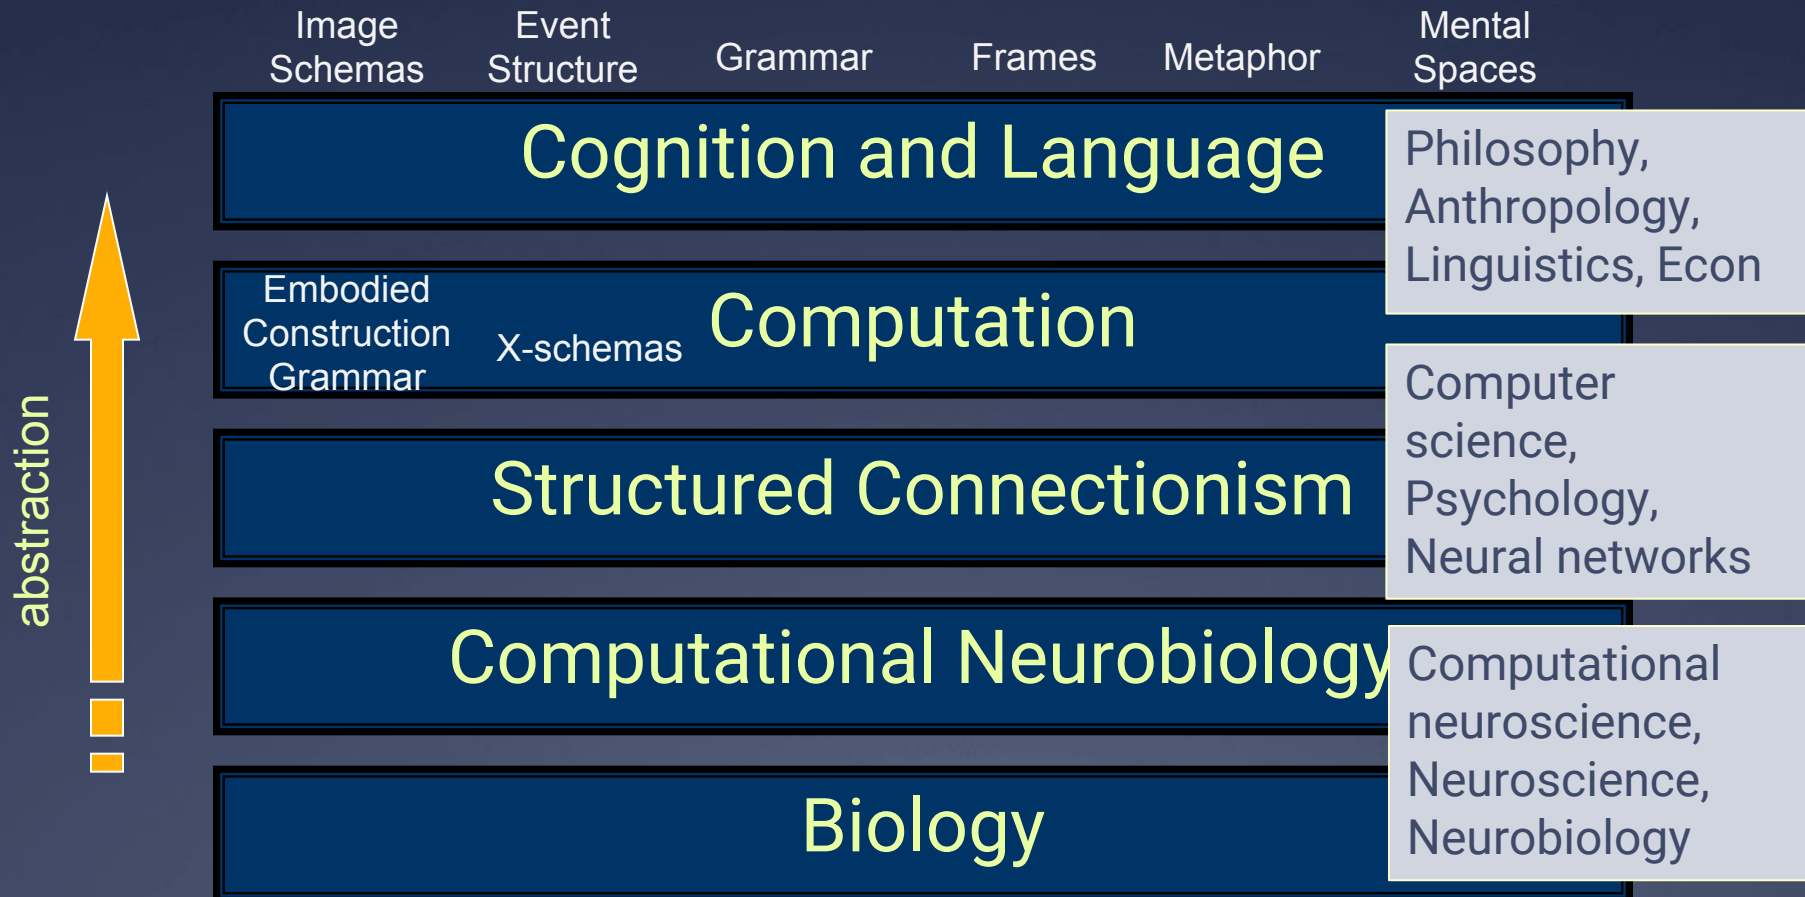 Image
Schemas
Event
Structure
Grammar
Frames
Metaphor
Mental
Spaces
Cognition and Language
Philosophy,
Anthropology,
Linguistics, Econ
Embodied
Construction
Grammar
X-schemas
Computation
abstraction
Structured Connectionism
Computer
science,
Psychology,
Neural networks
Computational Neurobiology
Computational
neuroscience,
Neuroscience,
Neurobiology
Biology